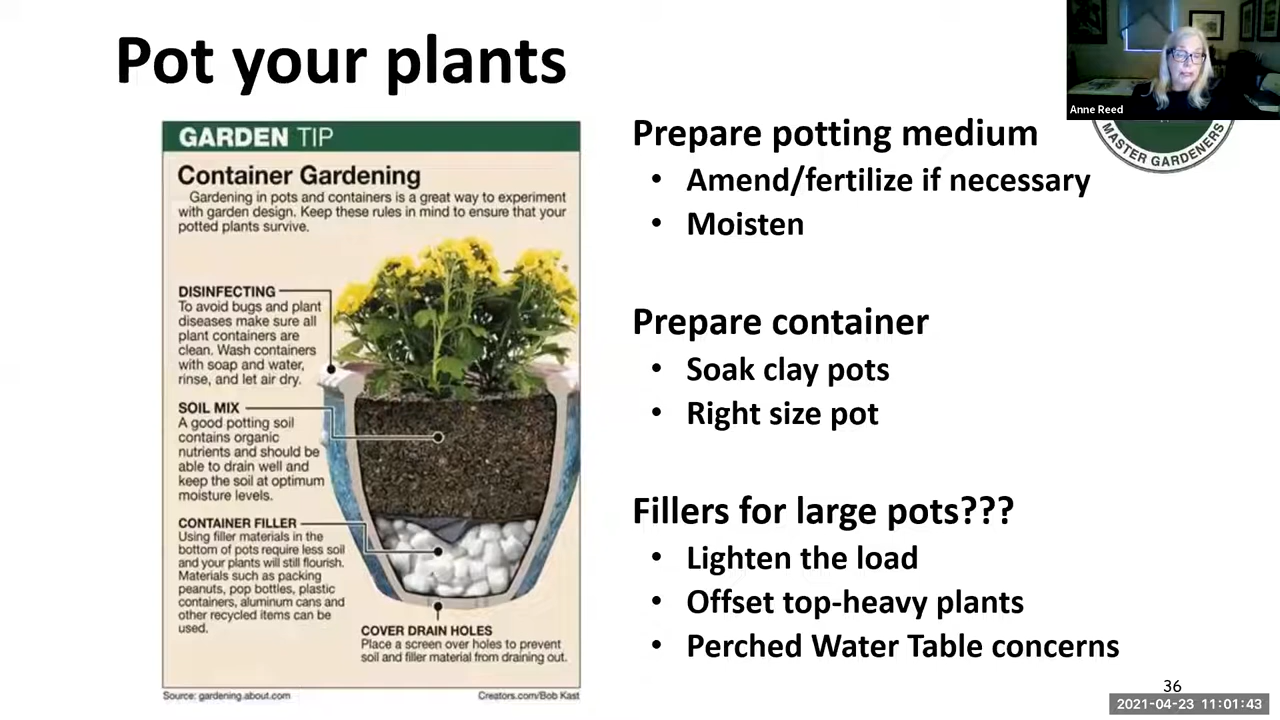 Pot your plants
GARDEN TIP
Container Gardening
Gardening in pots and containers is a great way to experiment
with garden design. Keep these rules in mind to ensure that your
potted plants survive.
DISINFECTING
To avoid bugs and plant
diseases make sure all
plant containers are
clean. Wash containers
with soap and water,
rinse, and let air dry.
SOIL MIX
A good potting soil
contains organic
nutrients and should be
able to drain well and
keep the soil at optimum
moisture levels.
CONTAINER FILLER
Using filler materials in the
bottom of pots require less soil
and your plants will still flourish.
Materials such as packing
peanuts, pop bottles, plastic
containers, aluminum cans and
other recycled items can be
used.
COVER DRAIN HOLES
Place a screen over holes to prevent
soil and filler material from draining out.
Source: gardening.about.com
Creators.com/Bob Kast
Prepare potting medium
• Amend/fertilize if necessary
• Moisten
Prepare container
• Soak clay pots
• Right size pot
Fillers for large pots???
• Lighten the load
• Offset top-heavy plants
• Perched Water Table concerns
Anne Reed
MASTER GARDENERS
36
2021-04-23 11:01:43